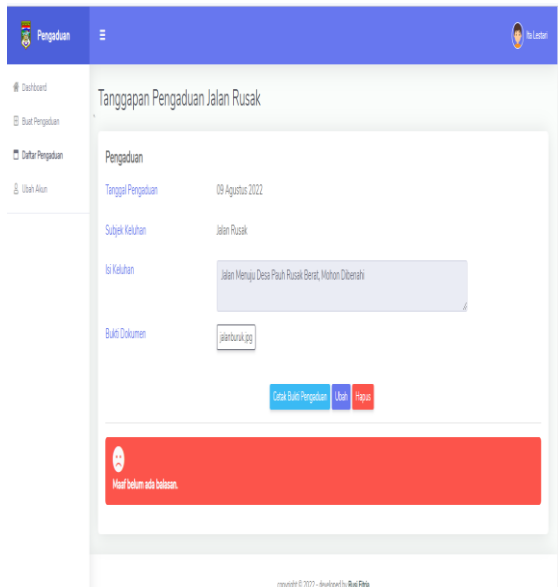 Pengaduan
Ita Lestari
Dashboard
Buat Pengaduan
Daftar Pengaduan
Ubah Akun
Tanggapan Pengaduan Jalan Rusak
Pengaduan
Tanggal Pengaduan 09 Agustus 2022
Subjek Keluhan Jalan Rusak
Isi Keluhan Jalan Menuju Desa Pauh Rusak Berat, Mohon Dibenahi
Bukti Dokumen jalanburuk.jpg
Cetak Bukti Pengaduan Ubah Hapus
Maaf belum ada balasan.
copyright © 2022 - developed by Fitria